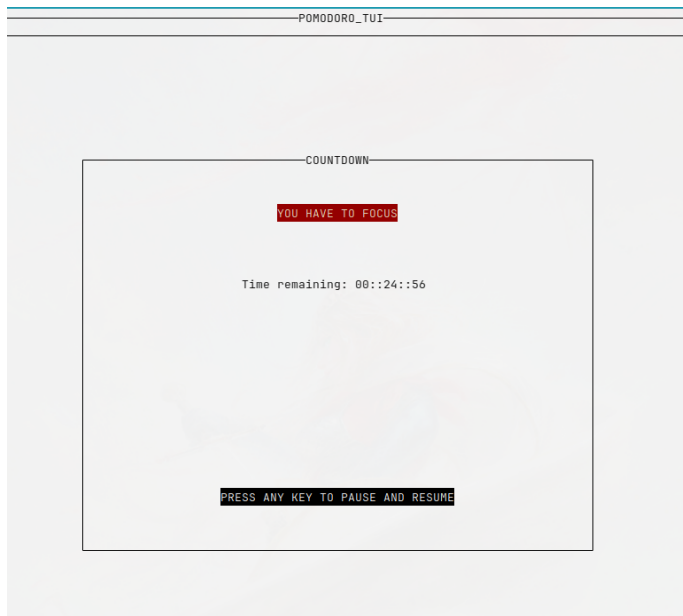 POMODORO_TUI
COUNTDOWN
YOU HAVE TO FOCUS
Time remaining: 00::24::56
PRESS ANY KEY TO PAUSE AND RESUME